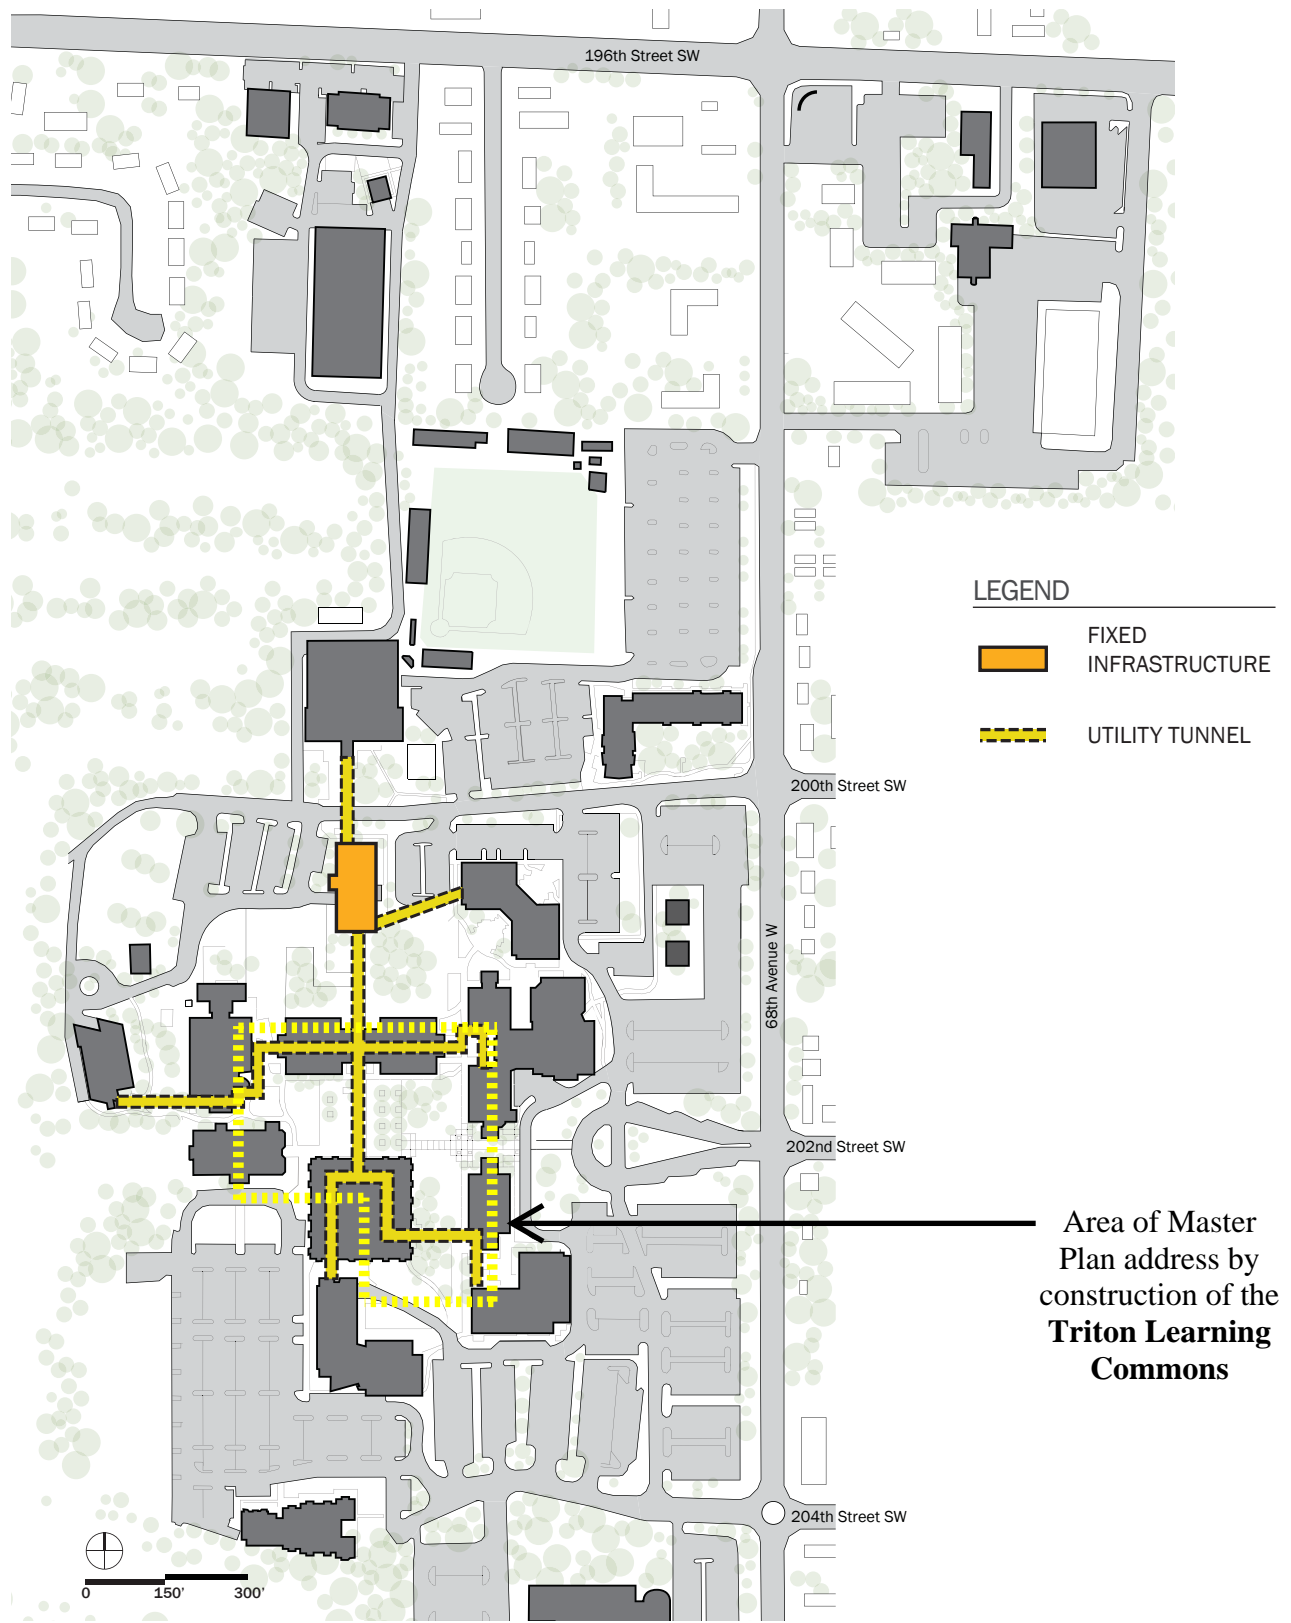 196th Street SW
LEGEND
FIXED
INFRASTRUCTURE
UTILITY TUNNEL
200th Street SW
68th Avenue W
202nd Street SW
Area of Master
Plan address by
construction of the
Triton Learning
Commons
204th Street SW
0 150' 300'